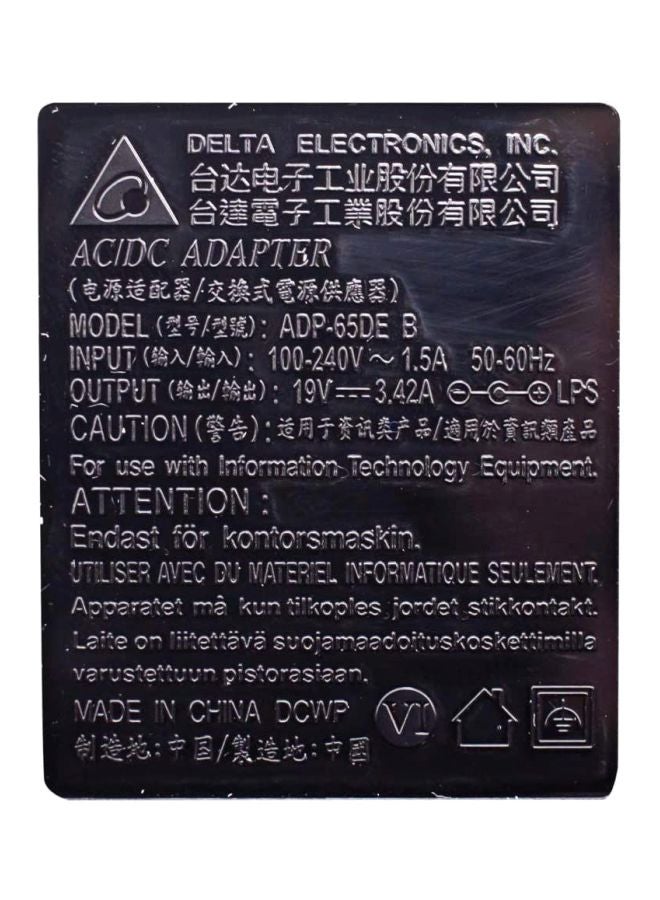 DELTA ELECTRONICS, INC.
台达电子工业股份有限公司
台達電子工業股份有限公司
AC/DC ADAPTER
(电源适配器/交換式電源供應器)
MODEL (型号/型號): ADP-65DE B
INPUT (输入/輸入): 100-240V ~ 1.5A 50-60Hz
OUTPUT (输出/輸出): 19V⎓3.42A ⊖-C-⊕ LPS
CAUTION (警告): 适用于资讯类产品/適用於資訊類產品
For use with Information Technology Equipment.
ATTENTION :
Endast för kontorsmaskin.
UTILISER AVEC DU MATERIEL INFORMATIQUE SEULEMENT.
Apparatet må kun tilkoples jordet stikkontakt.
Laite on liitettävä suojamaadoituskoskettimilla
varustettuun pistorasiaan.
MADE IN CHINA DCWP VI
制造地:中国/製造地:中國